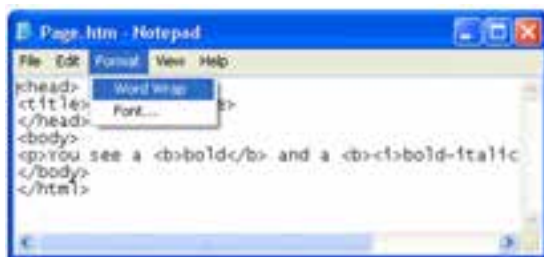 Page.htm - Notepad
File Edit Format View Help
<head>
Word Wrap
<title>
Font...
</head>
<body>
<p>You see a <b>bold</b> and a <b><i>bold-italic
</body>
</html>